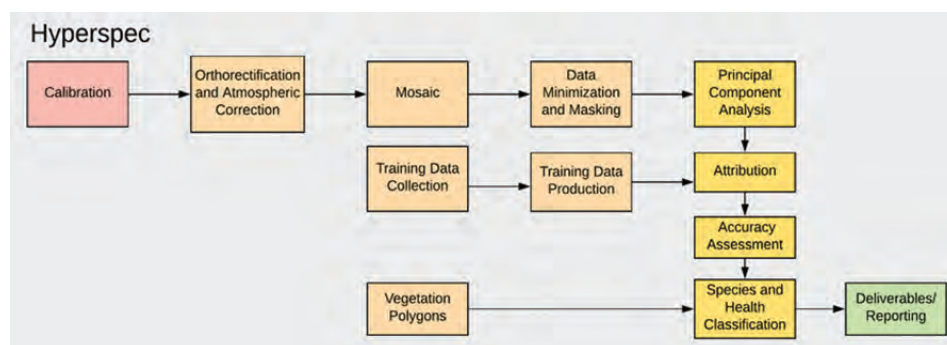 Hyperspec
Calibration
Orthorectification
and Atmospheric
Correction
Mosaic
Data
Minimization
and Masking
Principal
Component
Analysis
Training Data
Collection
Training Data
Production
Attribution
Accuracy
Assessment
Vegetation
Polygons
Species and
Health
Classification
Deliverables/
Reporting